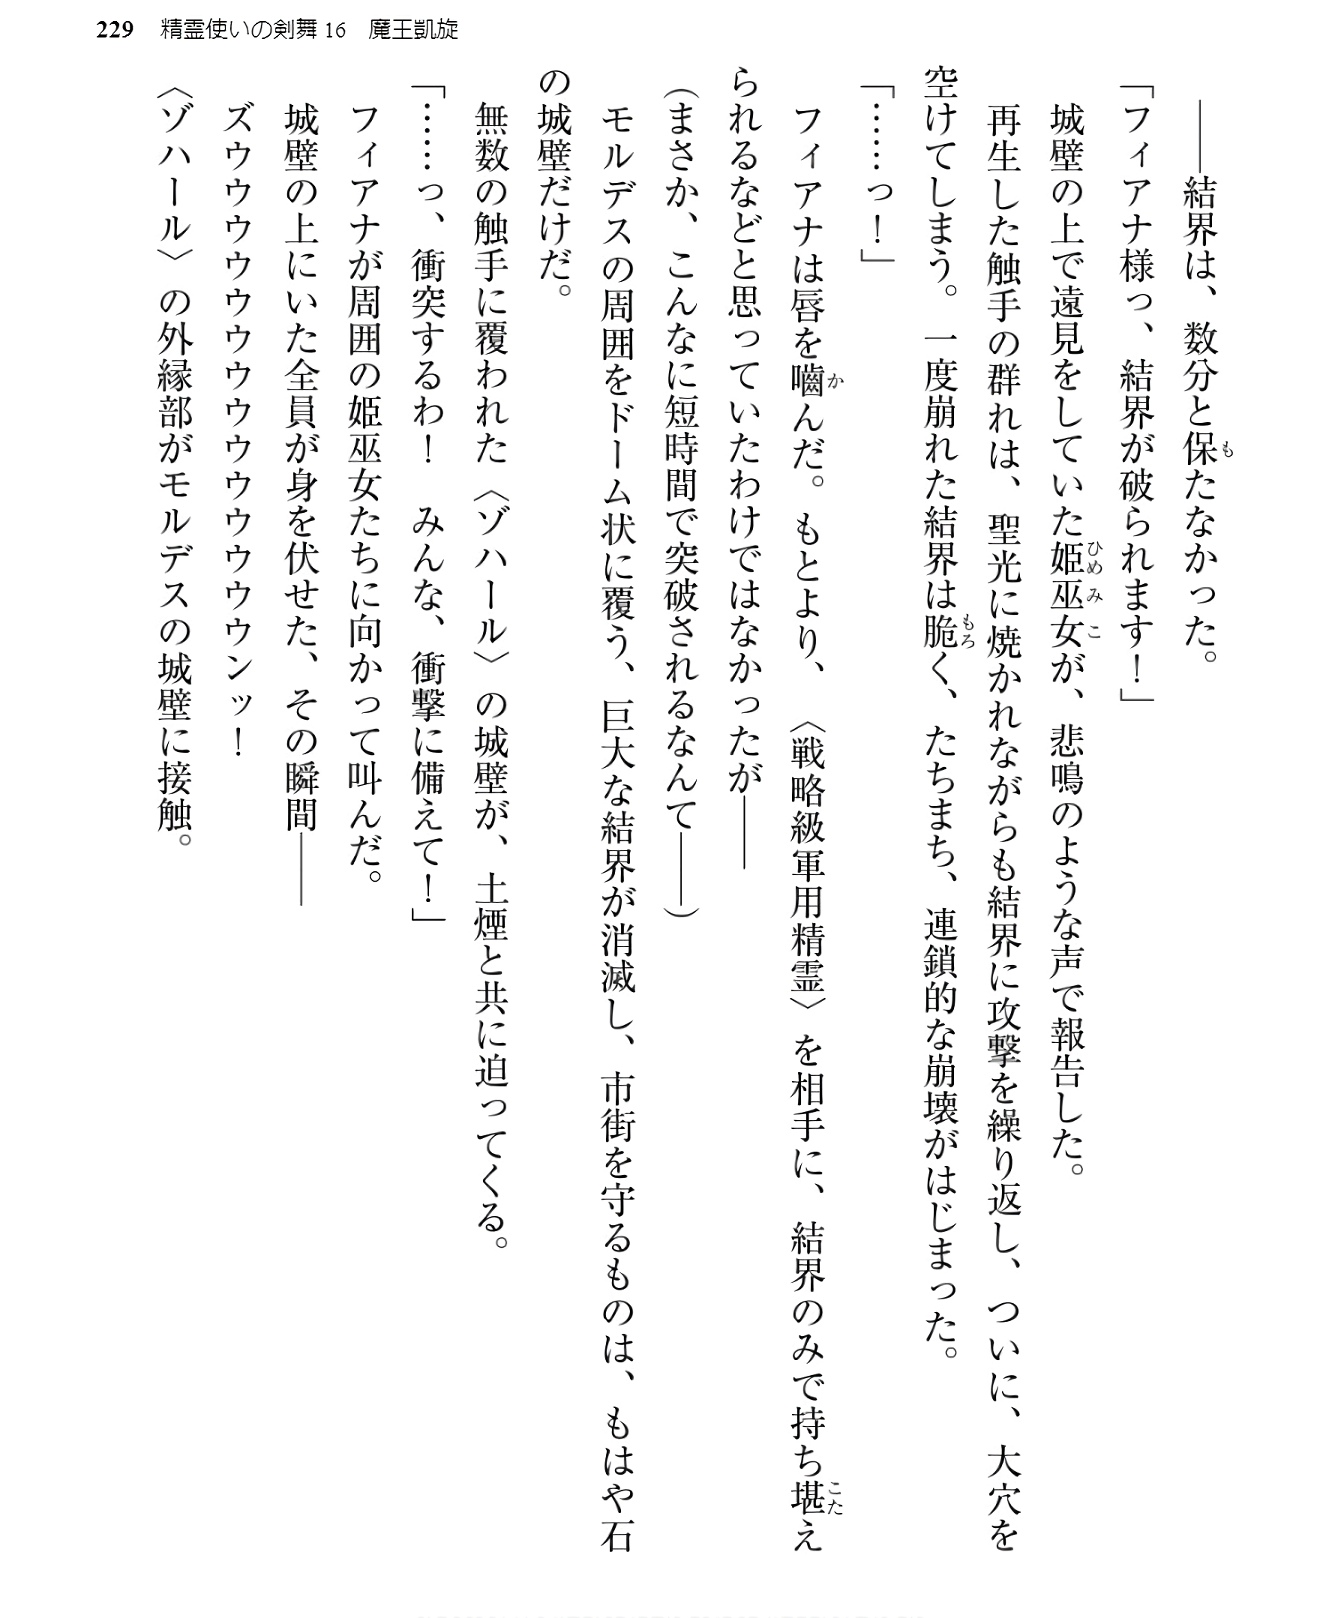 229　精霊使いの剣舞16　魔王凱旋
――結界は、数分と保たなかった。
「フィアナ様っ、結界が破られます！」
城壁の上で遠見をしていた姫巫女が、悲鳴のような声で報告した。
再生した触手の群れは、聖光に焼かれながらも結界に攻撃を繰り返し、ついに、大穴を
空けてしまう。一度崩れた結界は脆く、たちまち、連鎖的な崩壊がはじまった。
「……っ！」
フィアナは唇を嚙んだ。もとより、〈戦略級軍用精霊〉を相手に、結界のみで持ち堪え
られるなどと思っていたわけではなかったが――
（まさか、こんなに短時間で突破されるなんて――）
モルデスの周囲をドーム状に覆う、巨大な結界が消滅し、市街を守るものは、もはや石
の城壁だけだ。
無数の触手に覆われた〈ゾハール〉の城壁が、土煙と共に迫ってくる。
「……っ、衝突するわ！　みんな、衝撃に備えて！」
フィアナが周囲の姫巫女たちに向かって叫んだ。
城壁の上にいた全員が身を伏せた、その瞬間――
ズウウウウウウウウウウウウウウンッ！
〈ゾハール〉の外縁部がモルデスの城壁に接触。